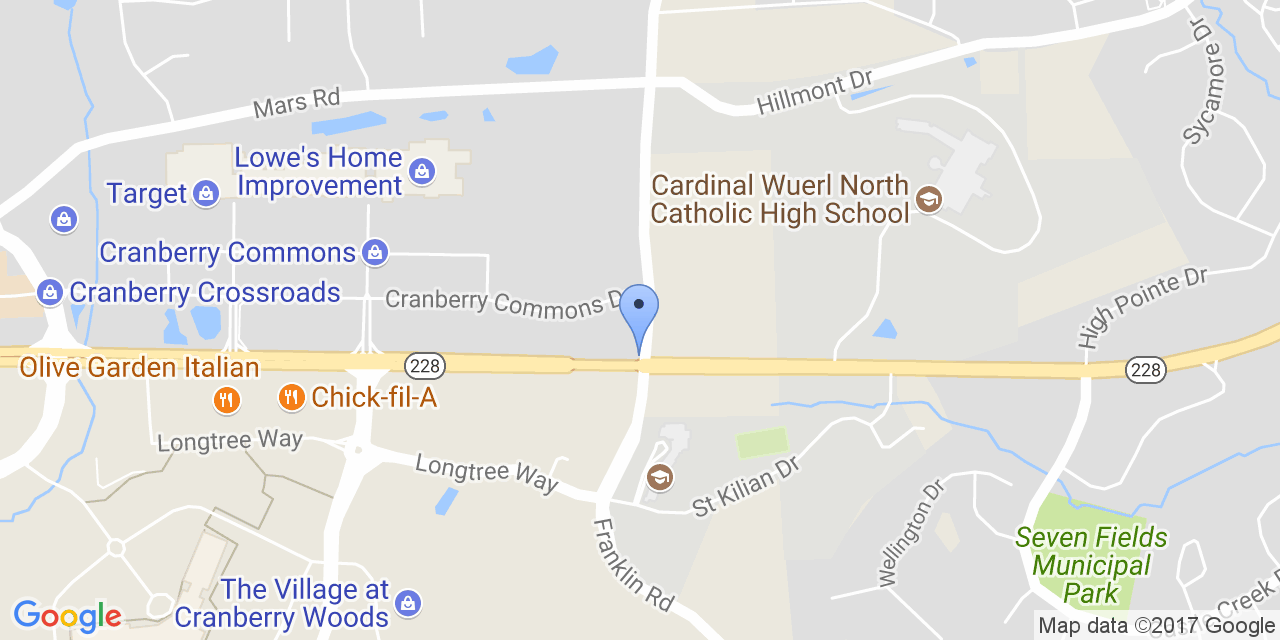 Sycamore Dr
Hillmont Dr
Mars Rd
Lowe's Home
Improvement
Target
Cardinal Wuerl North
Catholic High School
Cranberry Commons
Cranberry Crossroads
Cranberry Commons D
High Pointe Dr
228
228
Olive Garden Italian
Chick-fil-A
Longtree Way
Longtree Way
St Kilian Dr
Wellington Dr
Franklin Rd
Seven Fields
Municipal
Park
The Village at
Cranberry Woods
Creek
Google
Map data ©2017 Google